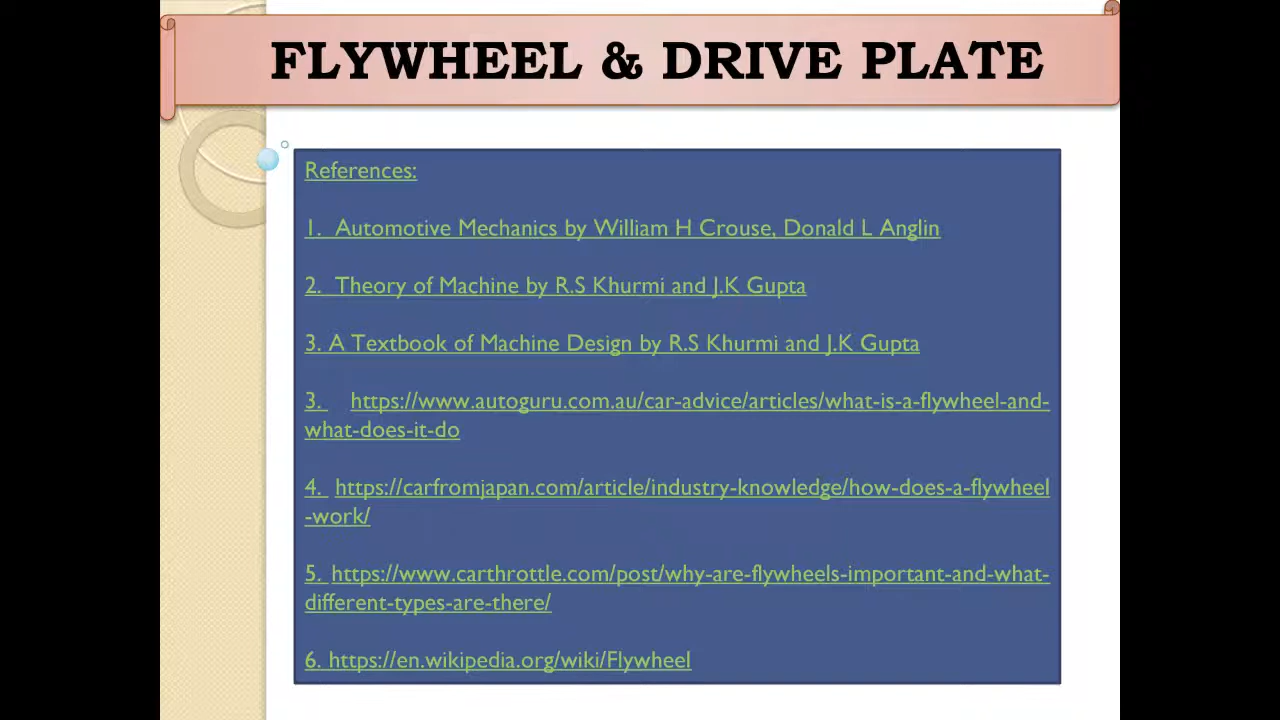 FLYWHEEL & DRIVE PLATE
References:
1. Automotive Mechanics by William H Crouse, Donald L Anglin
2. Theory of Machine by R.S Khurmi and J.K Gupta
3. A Textbook of Machine Design by R.S Khurmi and J.K Gupta
3. https://www.autoguru.com.au/car-advice/articles/what-is-a-flywheel-and-
what-does-it-do
4. https://carfromjapan.com/article/industry-knowledge/how-does-a-flywheel
-work/
5. https://www.carthrottle.com/post/why-are-flywheels-important-and-what-
different-types-are-there/
6. https://en.wikipedia.org/wiki/Flywheel